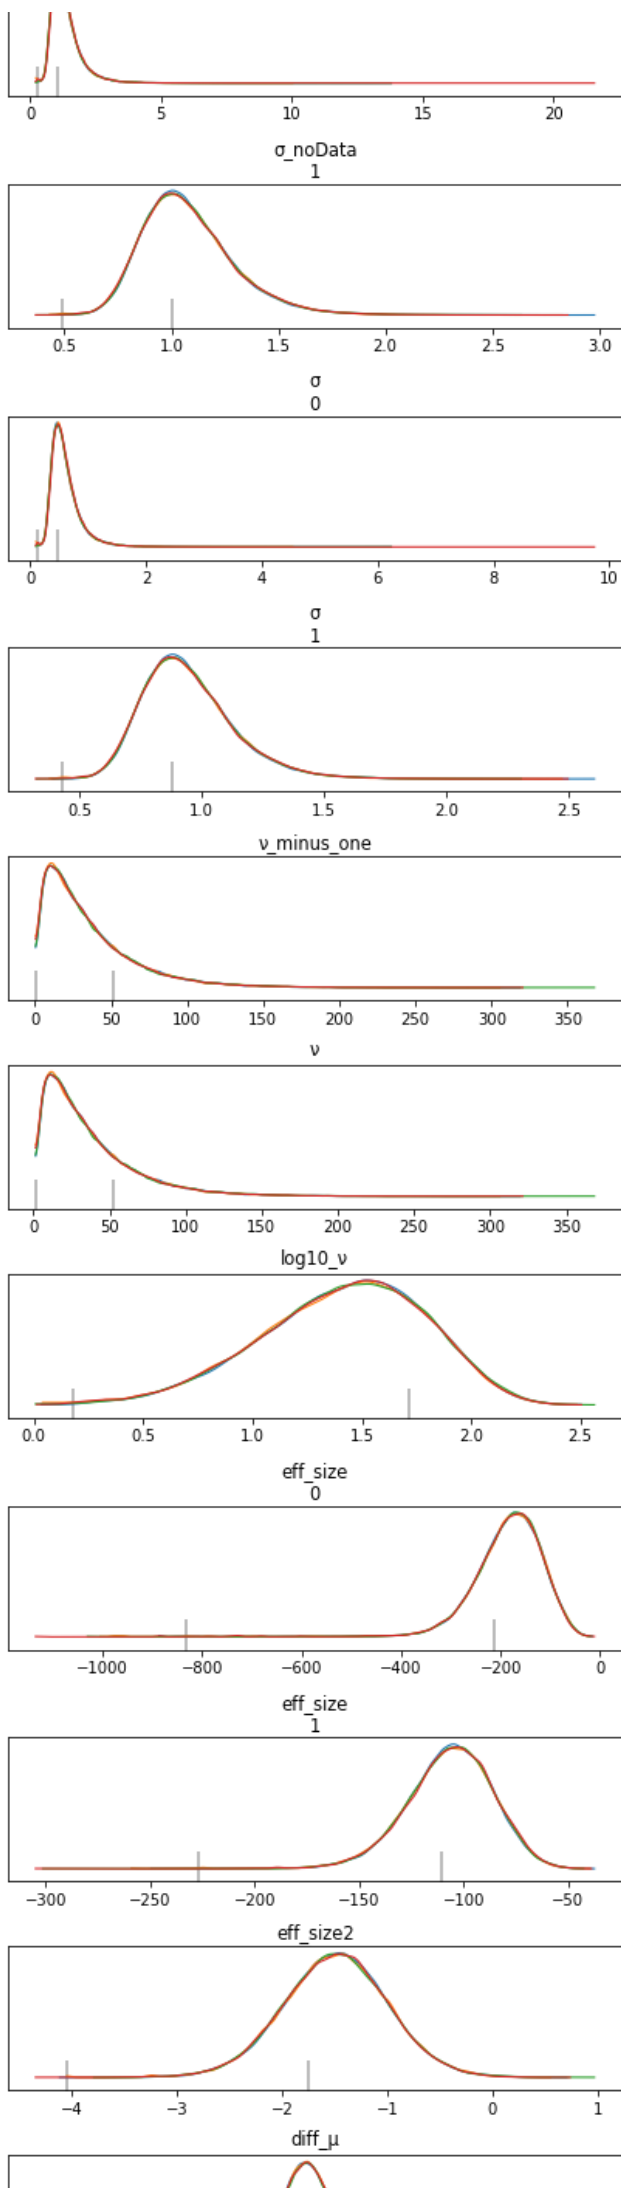 0 5 10 15 20
σ_noData
1
0.5 1.0 1.5 2.0 2.5 3.0
σ
0
0 2 4 6 8 10
σ
1
0.5 1.0 1.5 2.0 2.5
ν_minus_one
0 50 100 150 200 250 300 350
ν
0 50 100 150 200 250 300 350
log10_ν
0.0 0.5 1.0 1.5 2.0 2.5
eff_size
0
−1000 −800 −600 −400 −200 0
eff_size
1
−300 −250 −200 −150 −100 −50
eff_size2
−4 −3 −2 −1 0 1
diff_μ